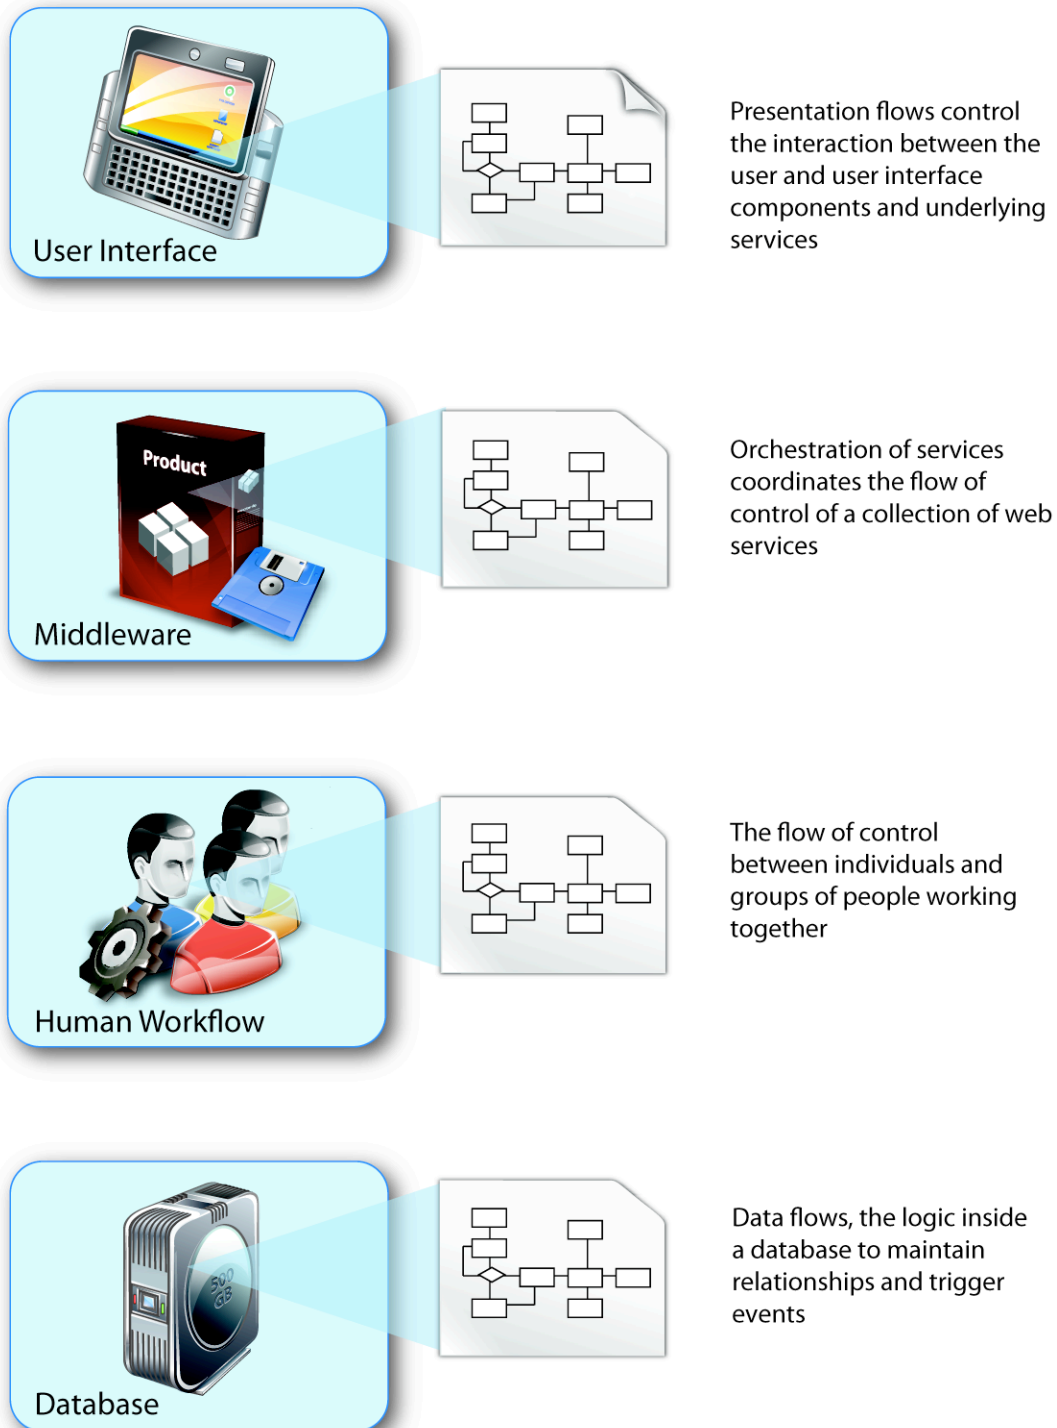 User Interface
Presentation flows control
the interaction between the
user and user interface
components and underlying
services
Product
Middleware
Orchestration of services
coordinates the flow of
control of a collection of web
services
Human Workflow
The flow of control
between individuals and
groups of people working
together
500
GB
Database
Data flows, the logic inside
a database to maintain
relationships and trigger
events